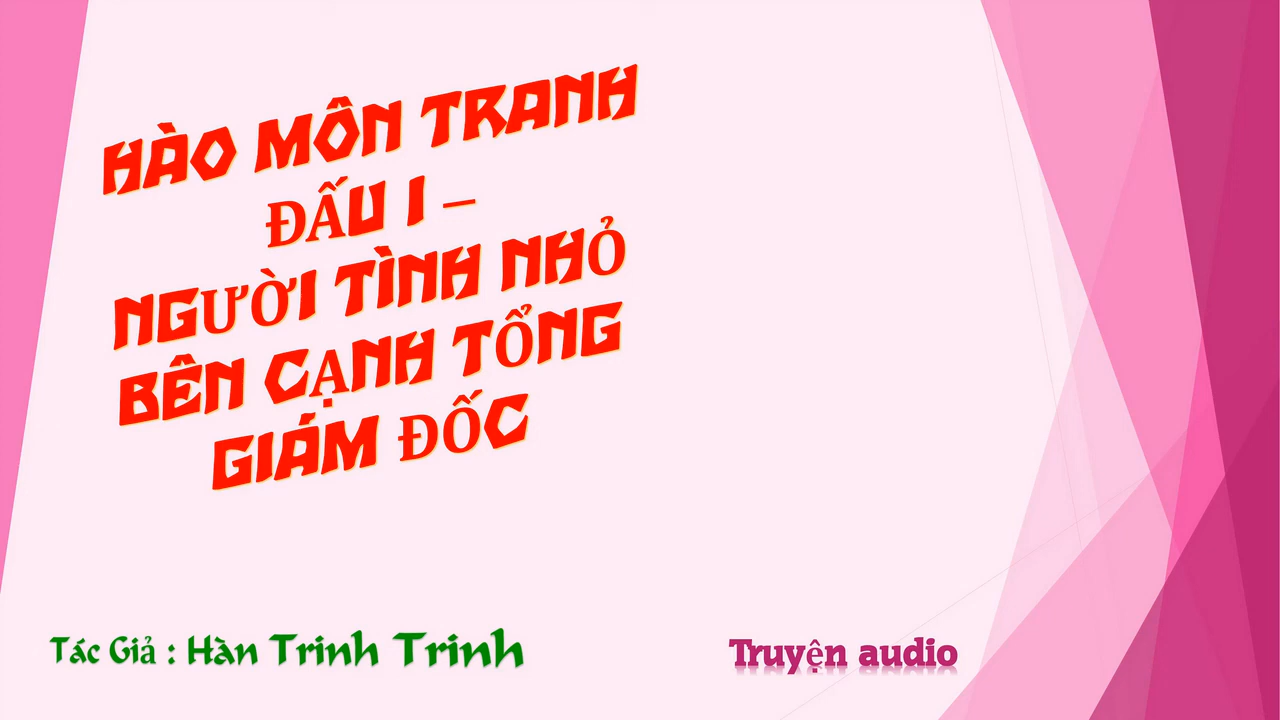 HÀO MÔN TRANH
ĐẤU I –
NGƯỜI TÌNH NHỎ
BÊN CẠNH TỔNG
GIÁM ĐỐC
Tác Giả : Hàn Trinh Trinh
Truyện audio